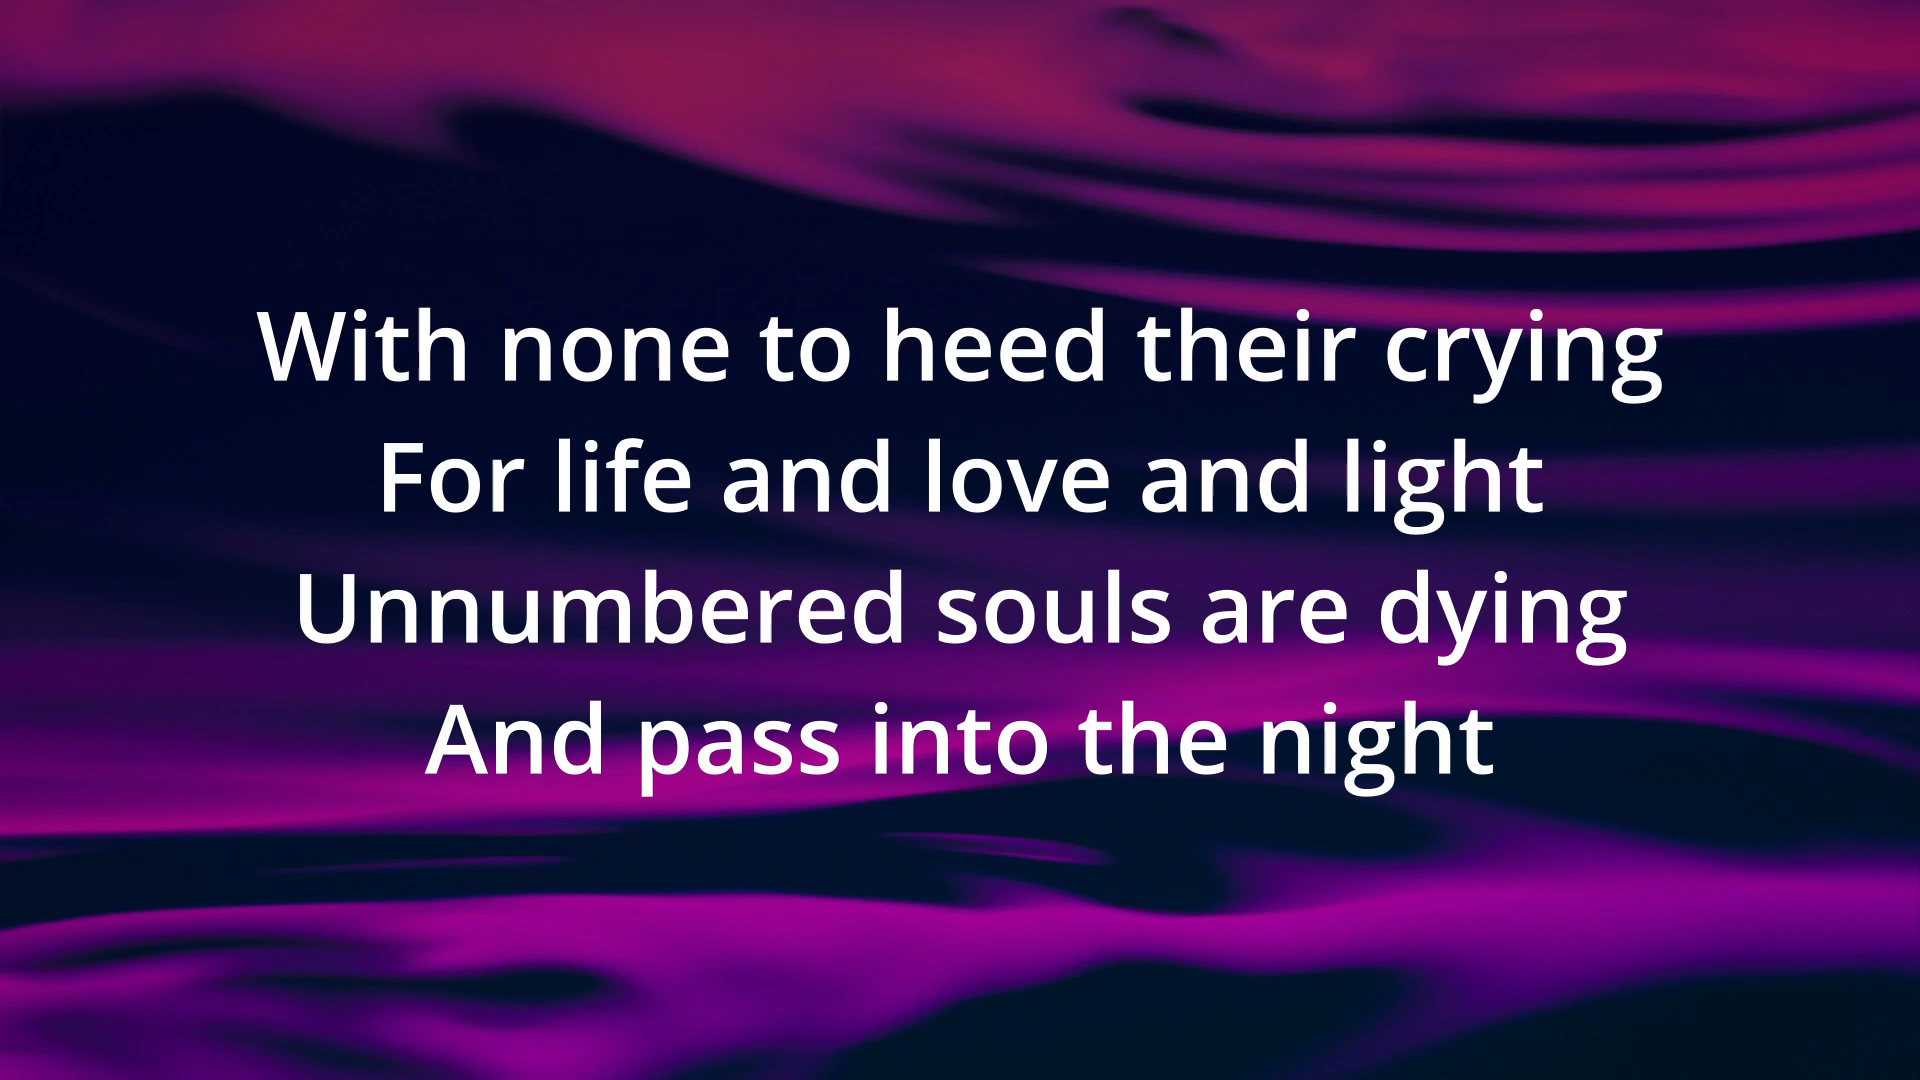 With none to heed their crying
For life and love and light
Unnumbered souls are dying
And pass into the night